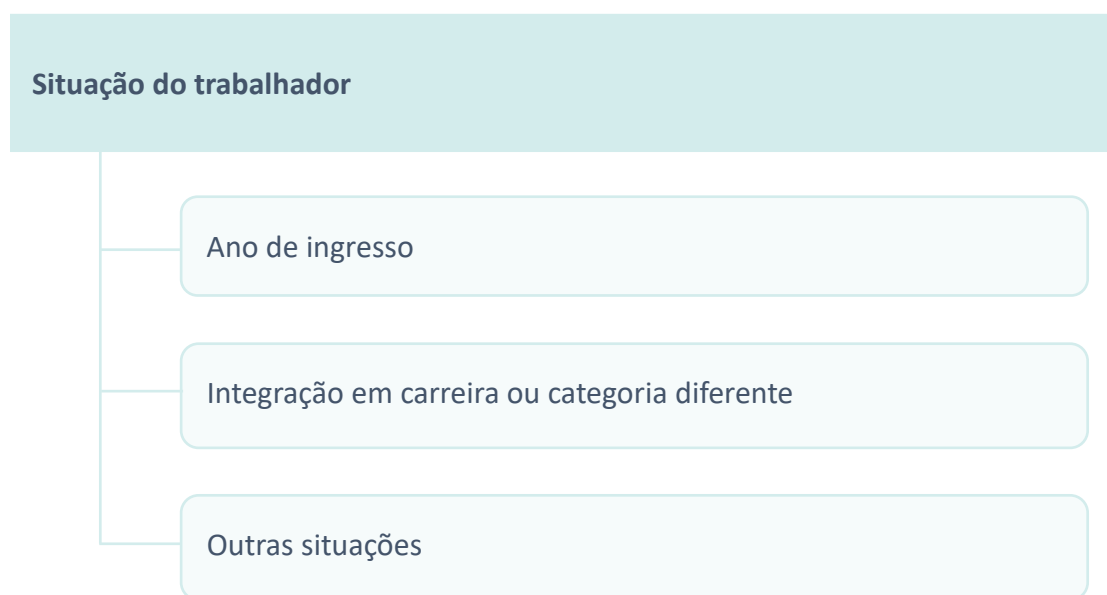 Situação do trabalhador
Ano de ingresso
Integração em carreira ou categoria diferente
Outras situações